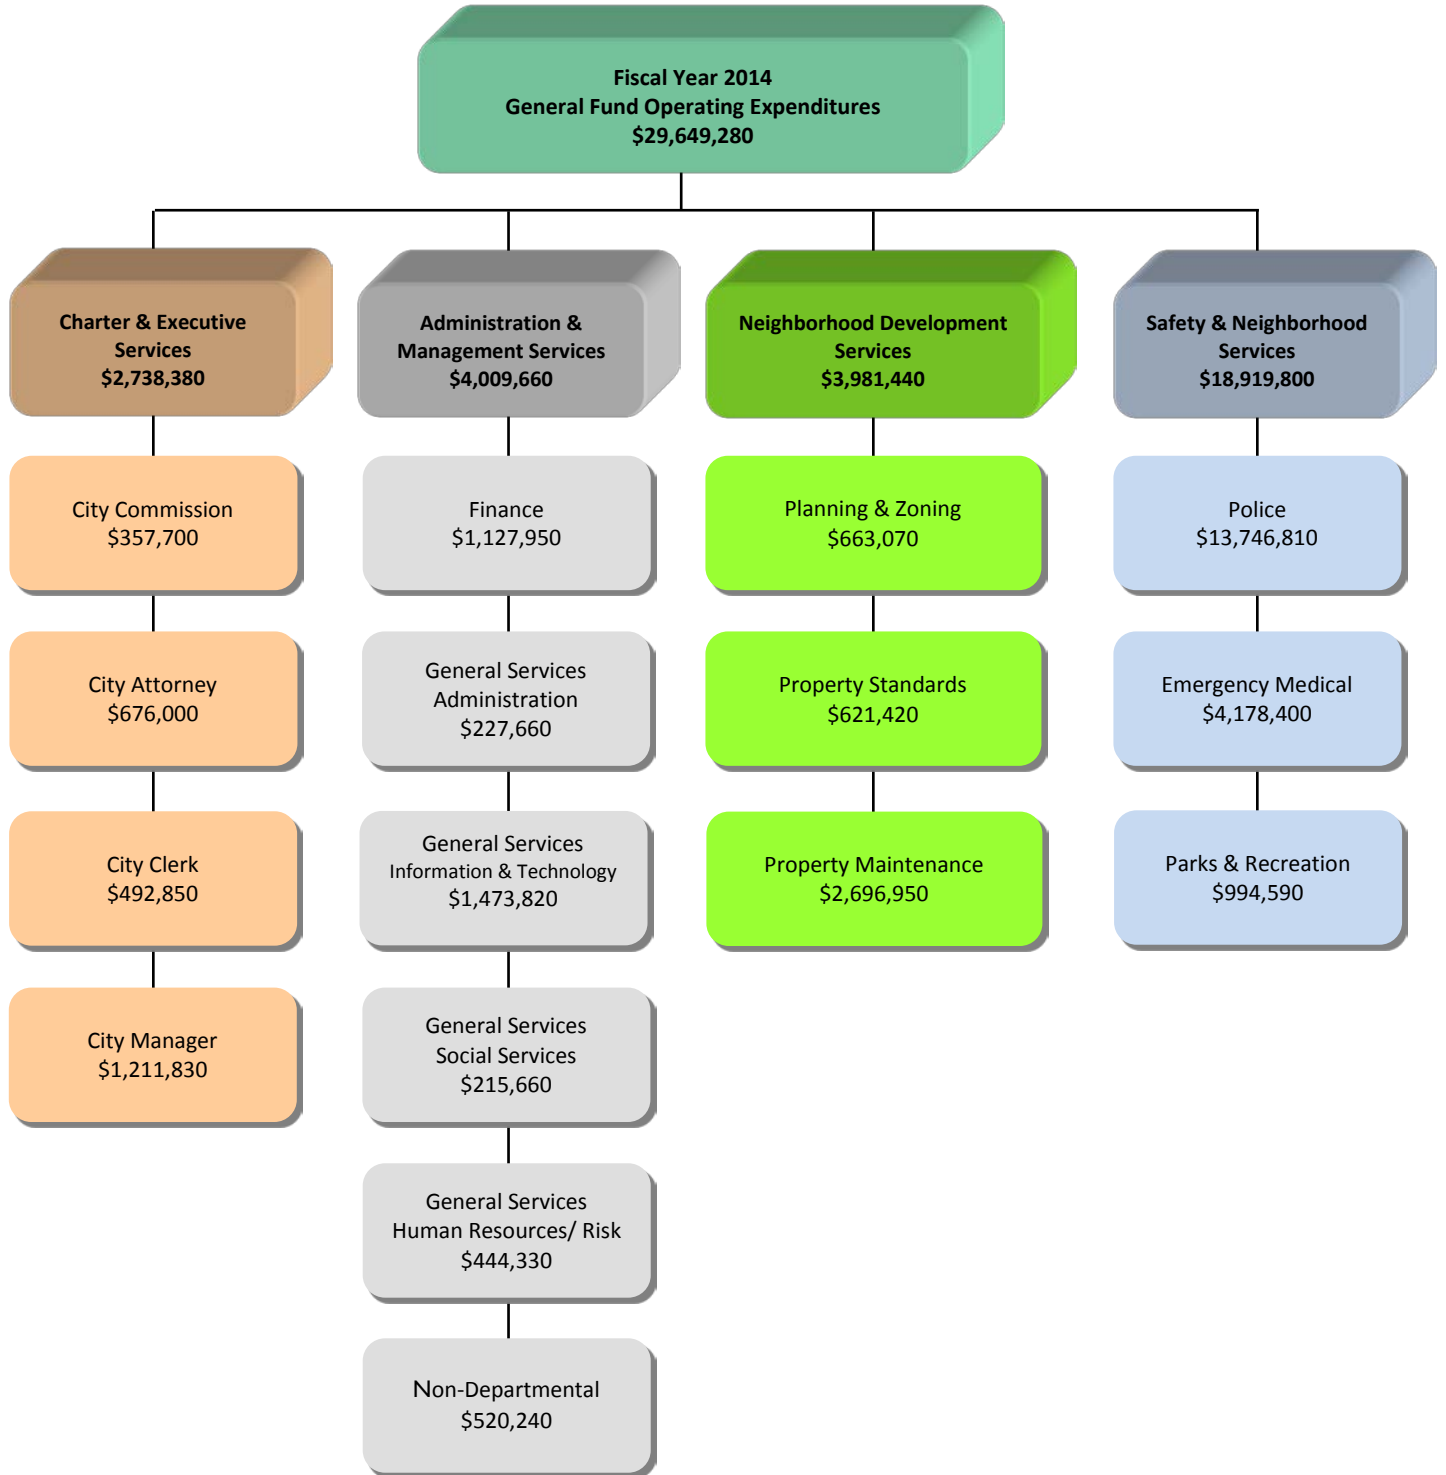 Fiscal Year 2014
General Fund Operating Expenditures
$29,649,280
Charter & Executive
Services
$2,738,380
Administration &
Management Services
$4,009,660
Neighborhood Development
Services
$3,981,440
Safety & Neighborhood
Services
$18,919,800
City Commission
$357,700
Finance
$1,127,950
Planning & Zoning
$663,070
Police
$13,746,810
City Attorney
$676,000
General Services
Administration
$227,660
Property Standards
$621,420
Emergency Medical
$4,178,400
City Clerk
$492,850
General Services
Information & Technology
$1,473,820
Property Maintenance
$2,696,950
Parks & Recreation
$994,590
City Manager
$1,211,830
General Services
Social Services
$215,660
General Services
Human Resources/ Risk
$444,330
Non-Departmental
$520,240